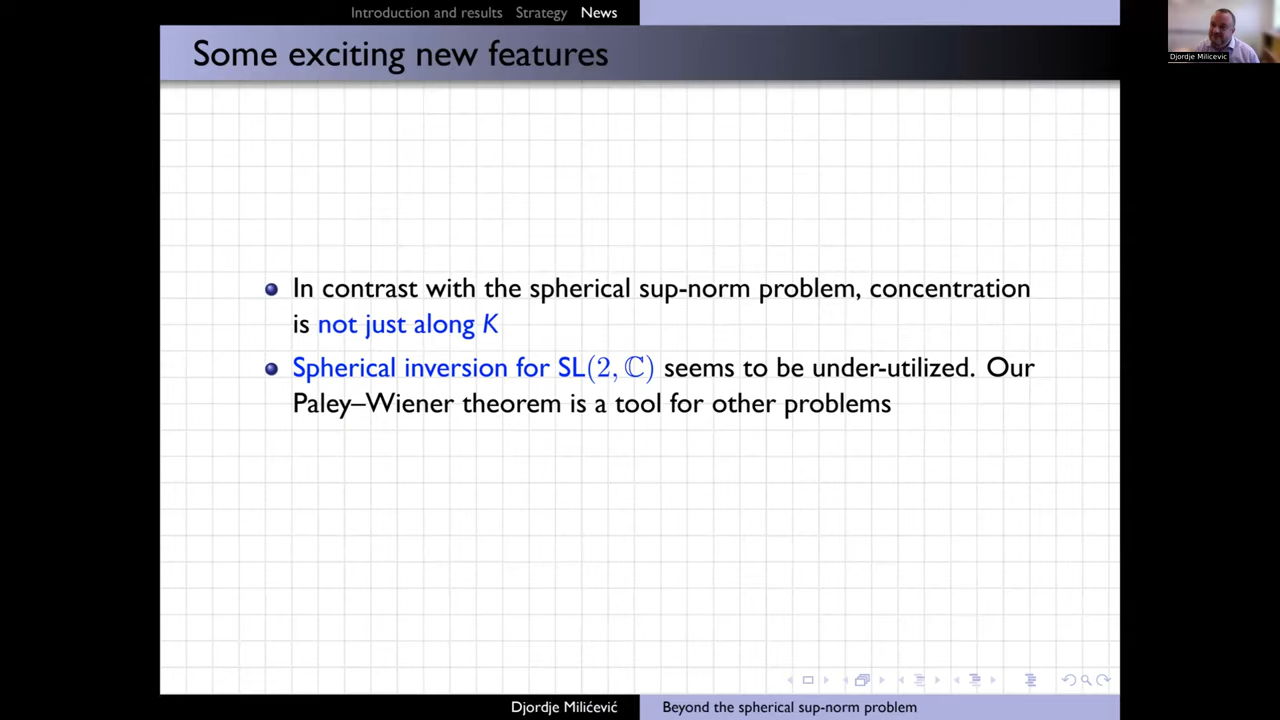 Introduction and results Strategy News
Djordje Milicevic
Some exciting new features
In contrast with the spherical sup-norm problem, concentration
is not just along K
Spherical inversion for SL(2, ℂ) seems to be under-utilized. Our
Paley–Wiener theorem is a tool for other problems
Djordje Milićević Beyond the spherical sup-norm problem